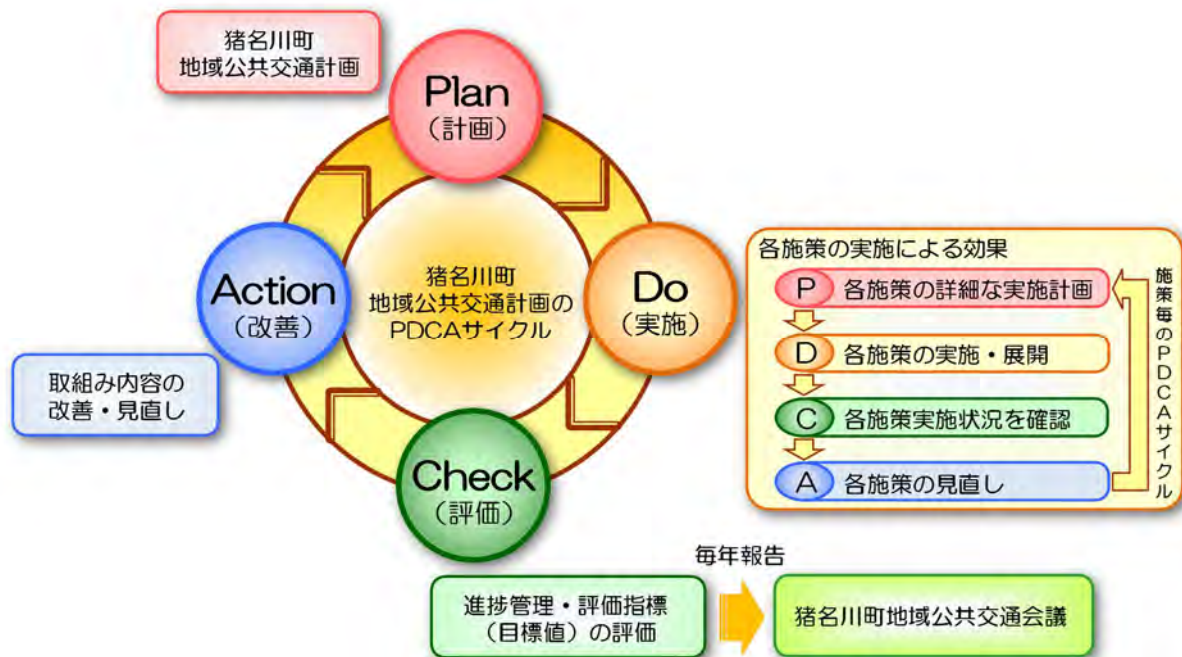 猪名川町
地域公共交通計画
Plan
（計画）
Action
（改善）
猪名川町
地域公共交通計画の
PDCAサイクル
Do
（実施）
取組み内容の
改善・見直し
Check
（評価）
各施策の実施による効果
P 各施策の詳細な実施計画
D 各施策の実施・展開
C 各施策実施状況を確認
A 各施策の見直し
施策毎のPDCAサイクル
進捗管理・評価指標
（目標値）の評価
毎年報告
猪名川町地域公共交通会議